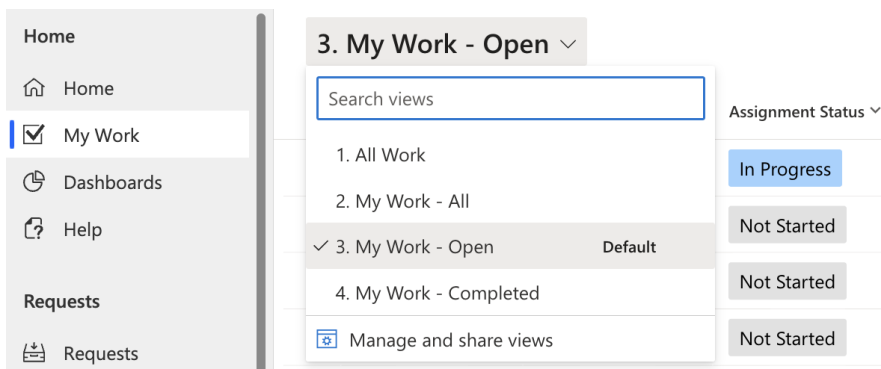 Home
Home
My Work
Dashboards
Help
Requests
Requests
3. My Work - Open
Search views
1. All Work
2. My Work - All
3. My Work - Open Default
4. My Work - Completed
Manage and share views
Assignment Status
In Progress
Not Started
Not Started
Not Started